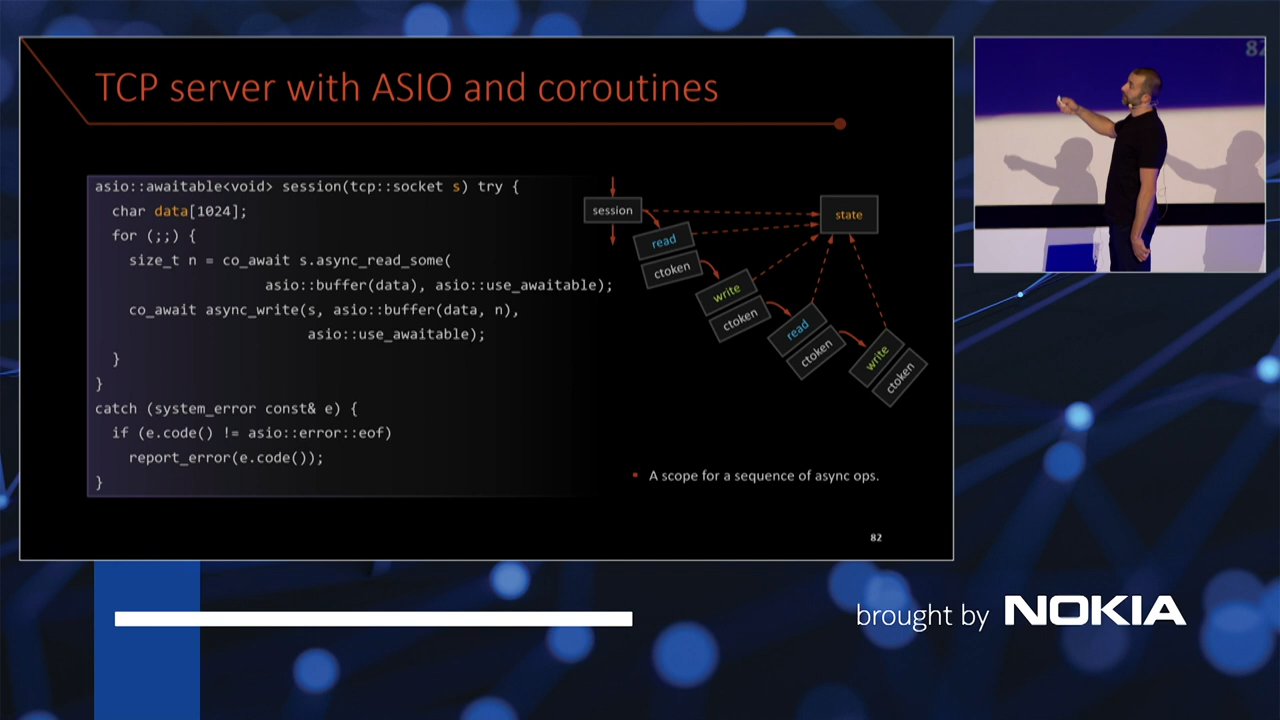 TCP server with ASIO and coroutines
asio::awaitable<void> session(tcp::socket s) try {
char data[1024];
for (;;) {
size_t n = co_await s.async_read_some(
asio::buffer(data), asio::use_awaitable);
co_await async_write(s, asio::buffer(data, n),
asio::use_awaitable);
}
}
catch (system_error const& e) {
if (e.code() != asio::error::eof)
report_error(e.code());
}
session
state
read
ctoken
write
ctoken
read
ctoken
write
ctoken
A scope for a sequence of async ops.
82
82
brought by NOKIA